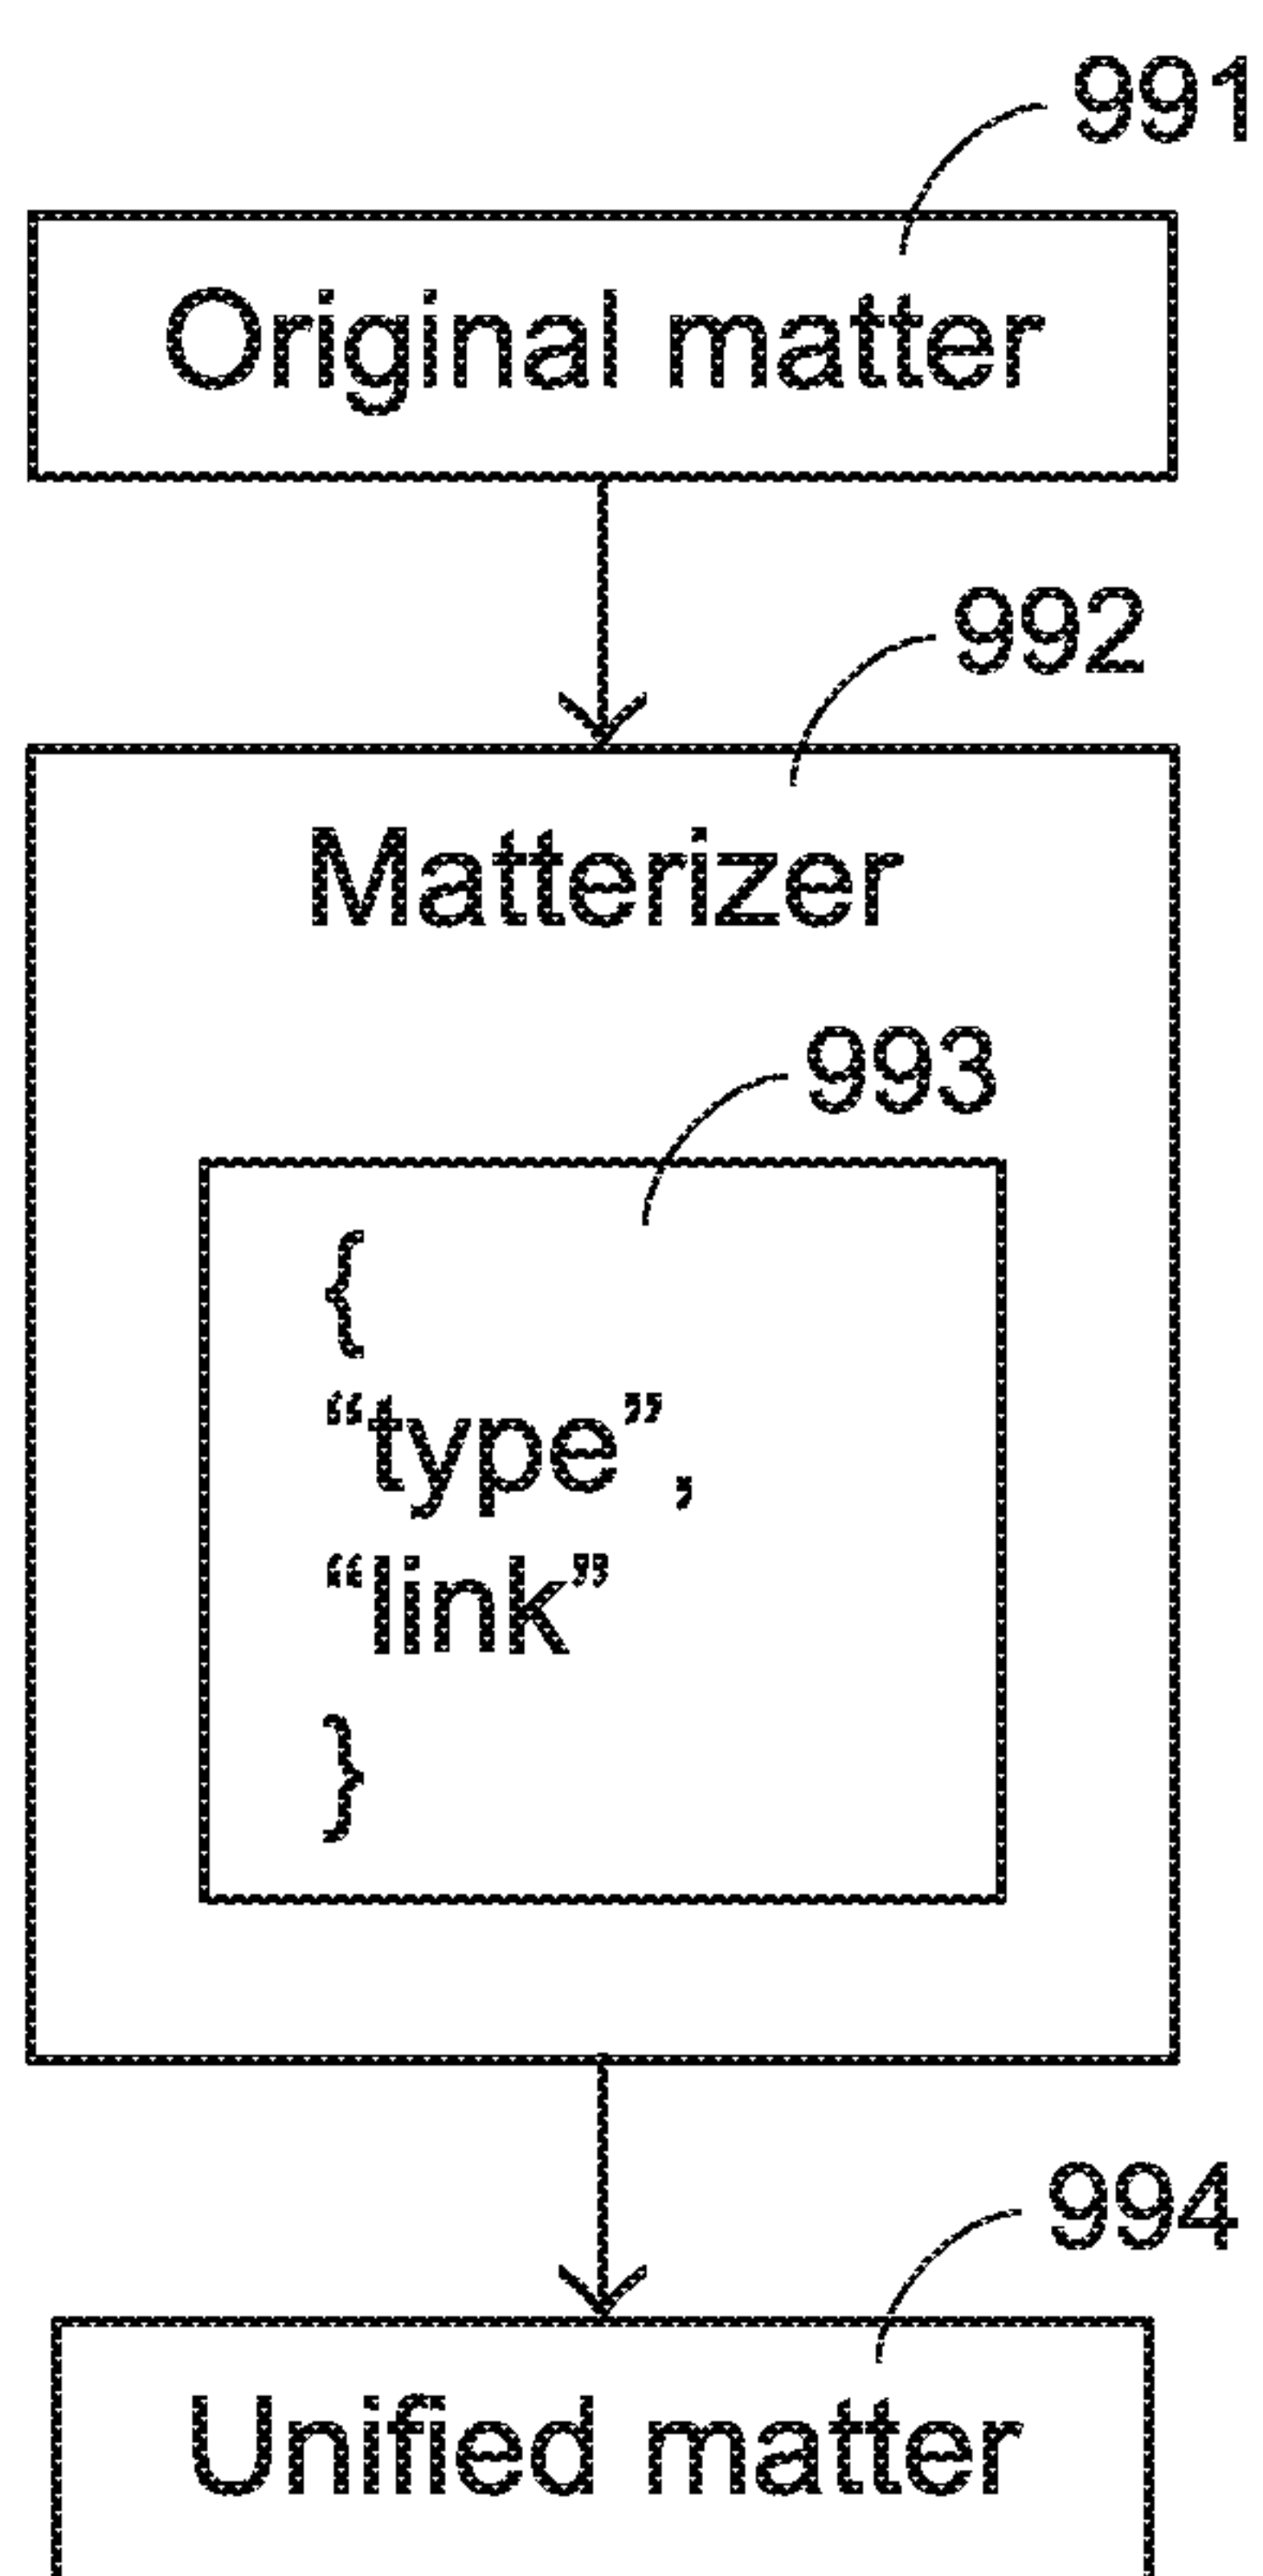 991
Original matter
992
Matterizer
993
{
“type”,
“link”
}
994
Unified matter